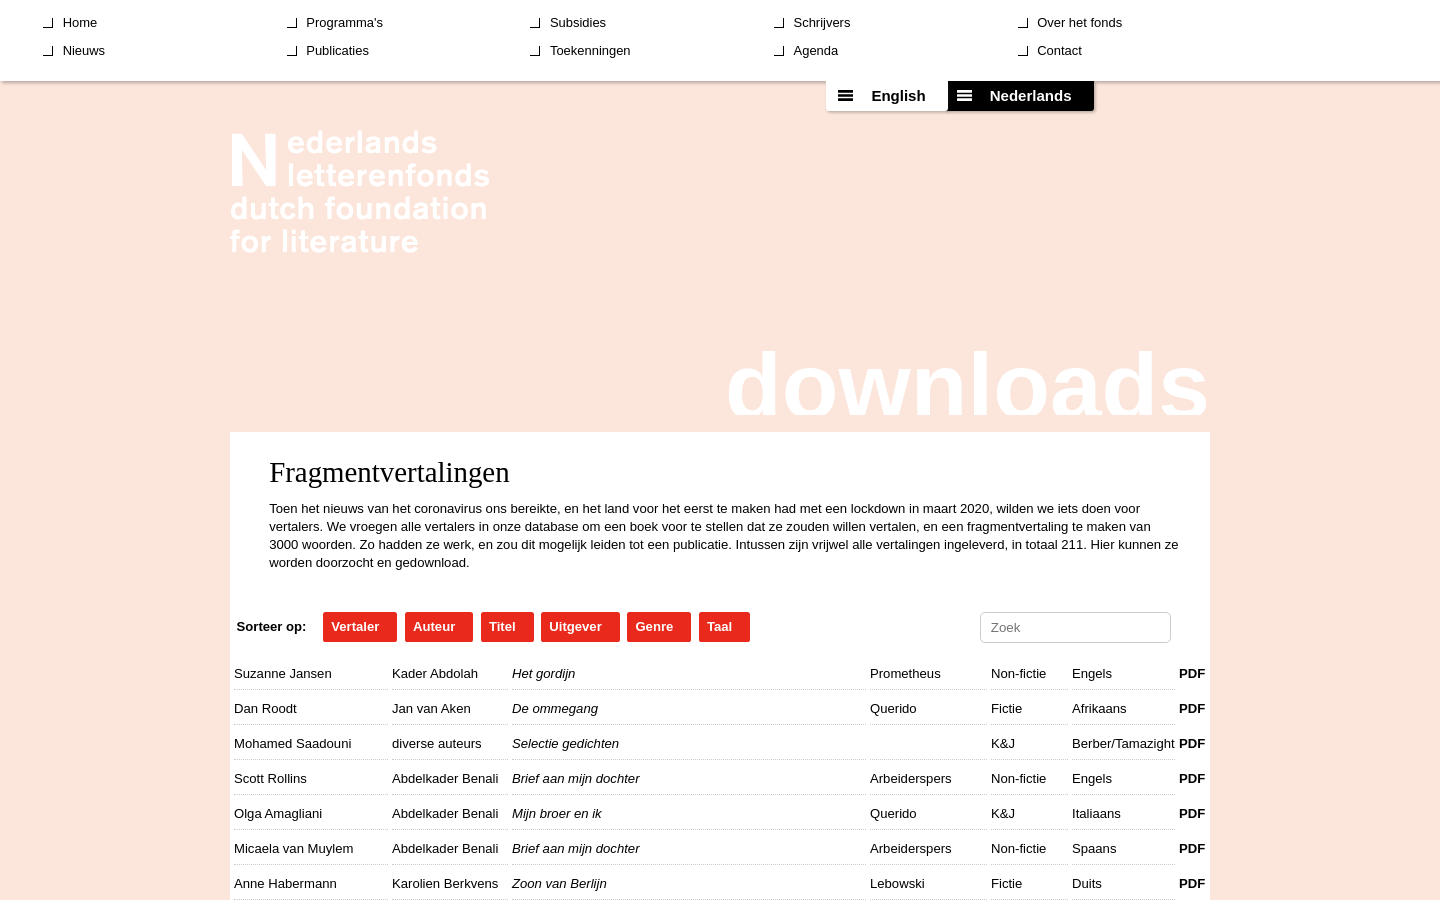 Home
Programma's
Subsidies
Schrijvers
Over het fonds
Nieuws
Publicaties
Toekenningen
Agenda
Contact
English
Nederlands
Nederlands
letterenfonds
dutch foundation
for literature
downloads
Fragmentvertalingen
Toen het nieuws van het coronavirus ons bereikte, en het land voor het eerst te maken had met een lockdown in maart 2020, wilden we iets doen voor
vertalers. We vroegen alle vertalers in onze database om een boek voor te stellen dat ze zouden willen vertalen, en een fragmentvertaling te maken van
3000 woorden. Zo hadden ze werk, en zou dit mogelijk leiden tot een publicatie. Intussen zijn vrijwel alle vertalingen ingeleverd, in totaal 211. Hier kunnen ze
worden doorzocht en gedownload.
Sorteer op: Vertaler Auteur Titel Uitgever Genre Taal Zoek
Suzanne Jansen Kader Abdolah Het gordijn Prometheus Non-fictie Engels PDF
Dan Roodt Jan van Aken De ommegang Querido Fictie Afrikaans PDF
Mohamed Saadouni diverse auteurs Selectie gedichten K&J Berber/Tamazight PDF
Scott Rollins Abdelkader Benali Brief aan mijn dochter Arbeiderspers Non-fictie Engels PDF
Olga Amagliani Abdelkader Benali Mijn broer en ik Querido K&J Italiaans PDF
Micaela van Muylem Abdelkader Benali Brief aan mijn dochter Arbeiderspers Non-fictie Spaans PDF
Anne Habermann Karolien Berkvens Zoon van Berlijn Lebowski Fictie Duits PDF